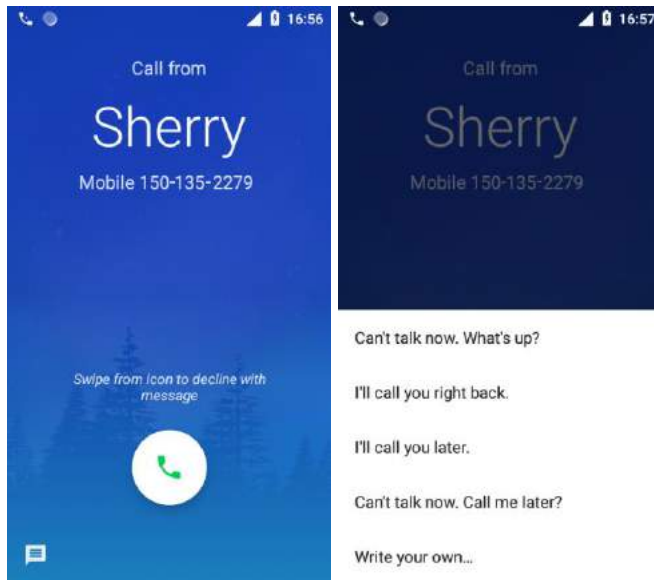 16:56
Call from
Sherry
Mobile 150-135-2279
Swipe from icon to decline with
message
16:57
Call from
Sherry
Mobile 150-135-2279
Can't talk now. What's up?
I'll call you right back.
I'll call you later.
Can't talk now. Call me later?
Write your own...